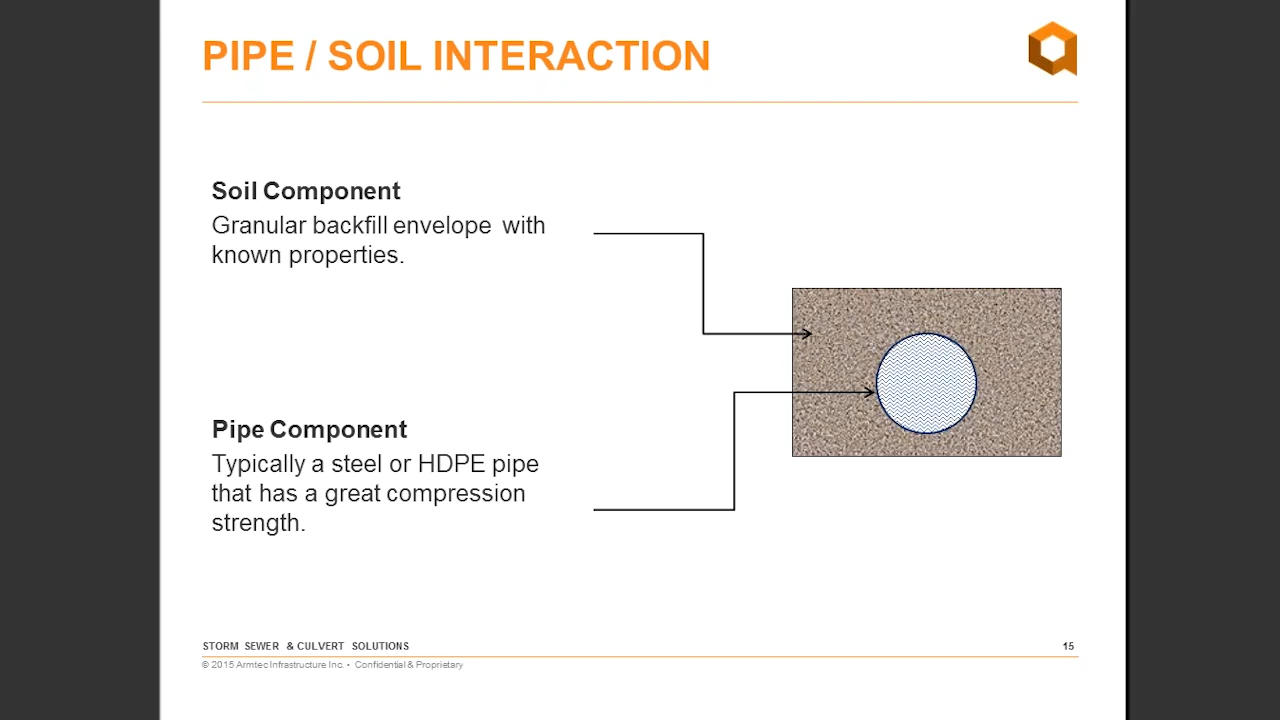 PIPE / SOIL INTERACTION
Soil Component
Granular backfill envelope with
known properties.
Pipe Component
Typically a steel or HDPE pipe
that has a great compression
strength.
STORM SEWER & CULVERT SOLUTIONS
15
© 2015 Armtec Infrastructure Inc. • Confidential & Proprietary